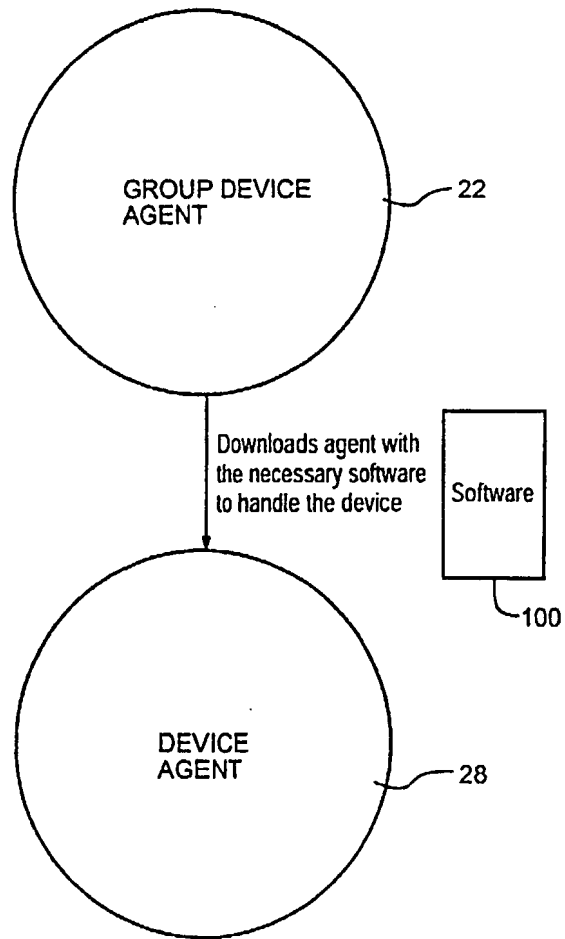 GROUP DEVICE
AGENT
22
Downloads agent with
the necessary software
to handle the device
Software
100
DEVICE
AGENT
28